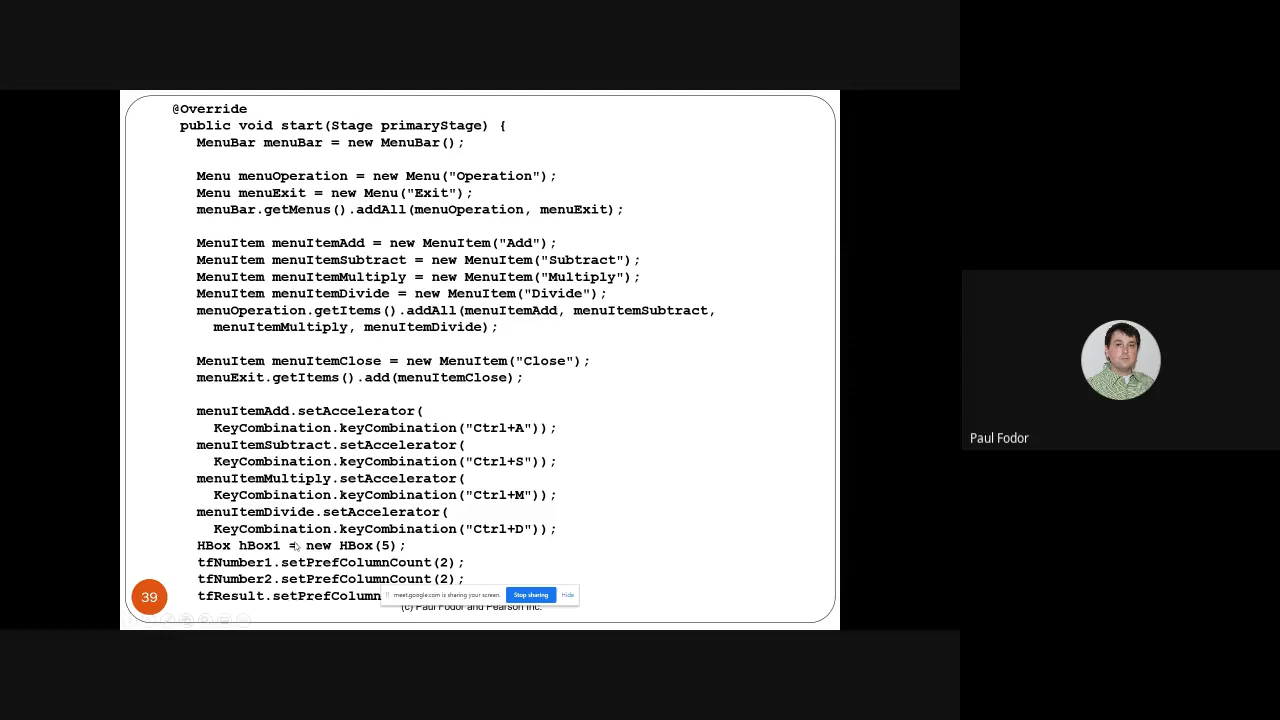 @Override
public void start(Stage primaryStage) {
MenuBar menuBar = new MenuBar();
Menu menuOperation = new Menu("Operation");
Menu menuExit = new Menu("Exit");
menuBar.getMenus().addAll(menuOperation, menuExit);
MenuItem menuItemAdd = new MenuItem("Add");
MenuItem menuItemSubtract = new MenuItem("Subtract");
MenuItem menuItemMultiply = new MenuItem("Multiply");
MenuItem menuItemDivide = new MenuItem("Divide");
menuOperation.getItems().addAll(menuItemAdd, menuItemSubtract,
menuItemMultiply, menuItemDivide);
MenuItem menuItemClose = new MenuItem("Close");
menuExit.getItems().add(menuItemClose);
menuItemAdd.setAccelerator(
KeyCombination.keyCombination("Ctrl+A"));
menuItemSubtract.setAccelerator(
KeyCombination.keyCombination("Ctrl+S"));
menuItemMultiply.setAccelerator(
KeyCombination.keyCombination("Ctrl+M"));
menuItemDivide.setAccelerator(
KeyCombination.keyCombination("Ctrl+D"));
HBox hBox1 = new HBox(5);
tfNumber1.setPrefColumnCount(2);
tfNumber2.setPrefColumnCount(2);
tfResult.setPrefColumn
39
meet.google.com is sharing your screen.
Stop sharing
Hide
(c) Paul Fodor and Pearson Inc.
Paul Fodor